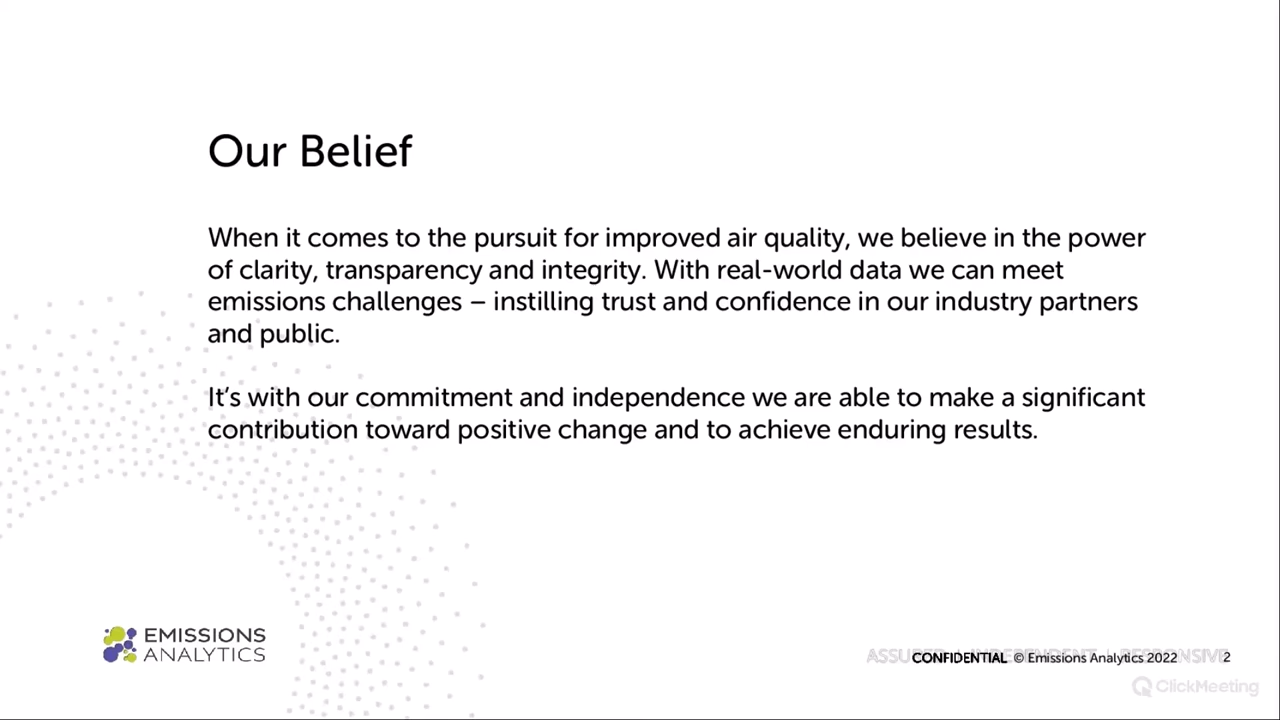 Our Belief
When it comes to the pursuit for improved air quality, we believe in the power
of clarity, transparency and integrity. With real-world data we can meet
emissions challenges – instilling trust and confidence in our industry partners
and public.
It's with our commitment and independence we are able to make a significant
contribution toward positive change and to achieve enduring results.
EMISSIONS
ANALYTICS
CONFIDENTIAL © Emissions Analytics 2022 2
ClickMeeting